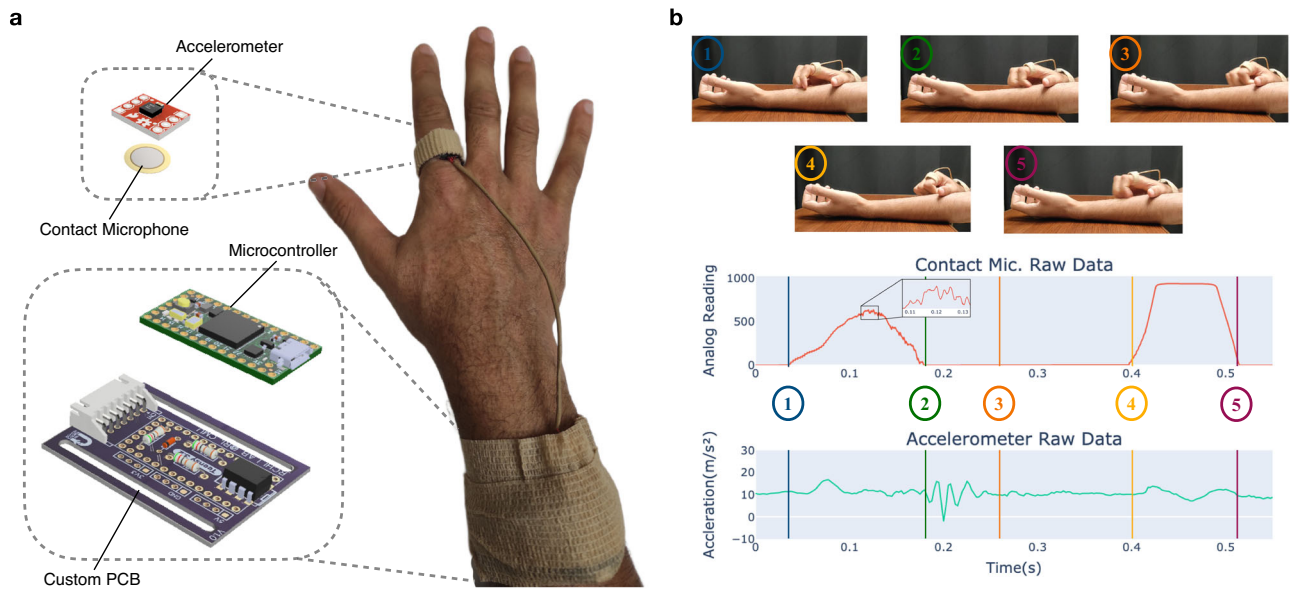 a
Accelerometer
Contact Microphone
Microcontroller
Custom PCB
b
1
2
3
4
5
Contact Mic. Raw Data
Analog Reading
1000
500
0
0.11 0.12 0.13
0 0.1 0.2 0.3 0.4 0.5
1 2 3 4 5
Accelerometer Raw Data
Accleration(m/s²)
30
20
10
0
−10
0 0.1 0.2 0.3 0.4 0.5
Time(s)